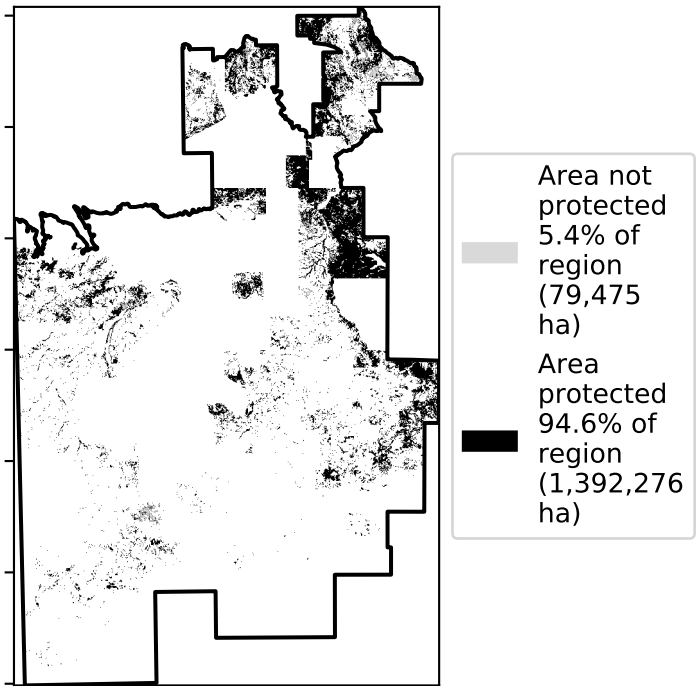 Area not
protected
5.4% of
region
(79,475
ha)
Area
protected
94.6% of
region
(1,392,276
ha)